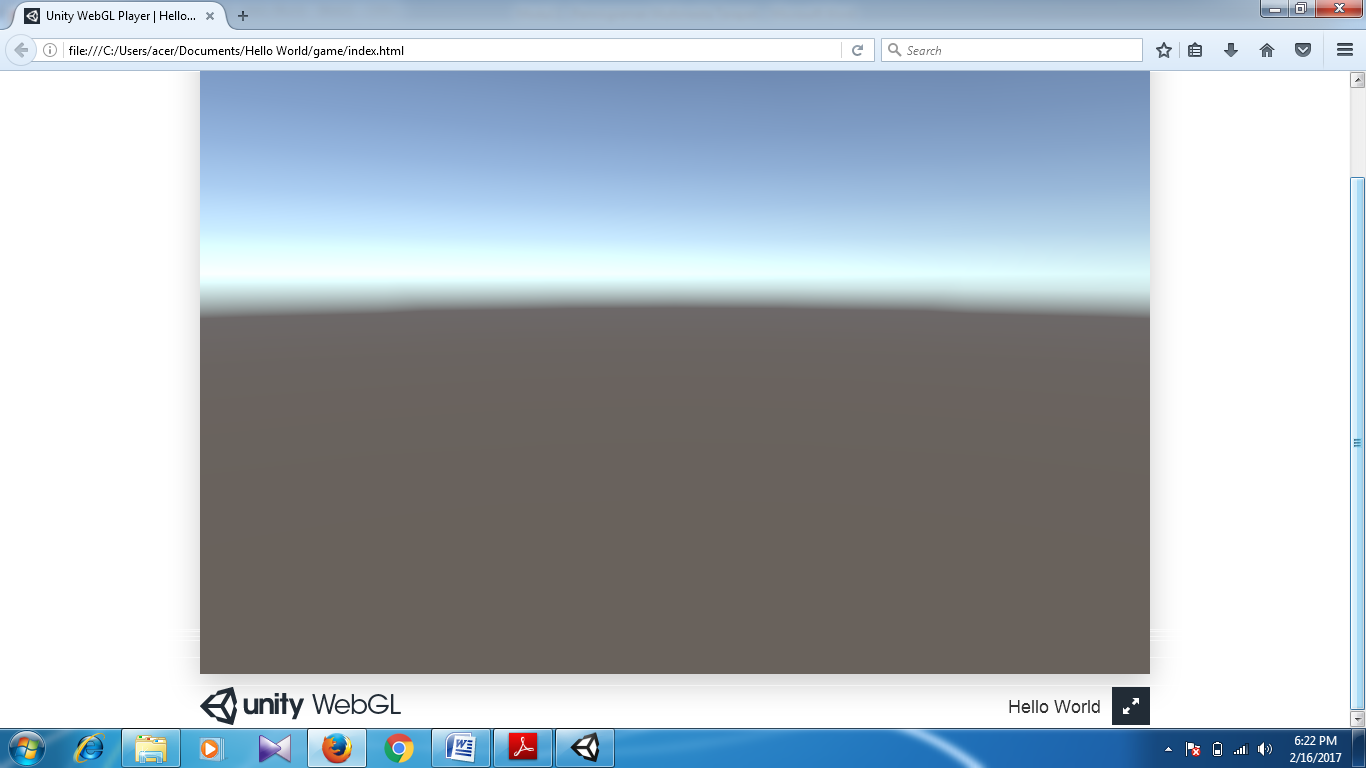 Unity WebGL Player | Hello...
file:///C:/Users/acer/Documents/Hello World/game/index.html
Search
unity WebGL
Hello World
6:22 PM
2/16/2017